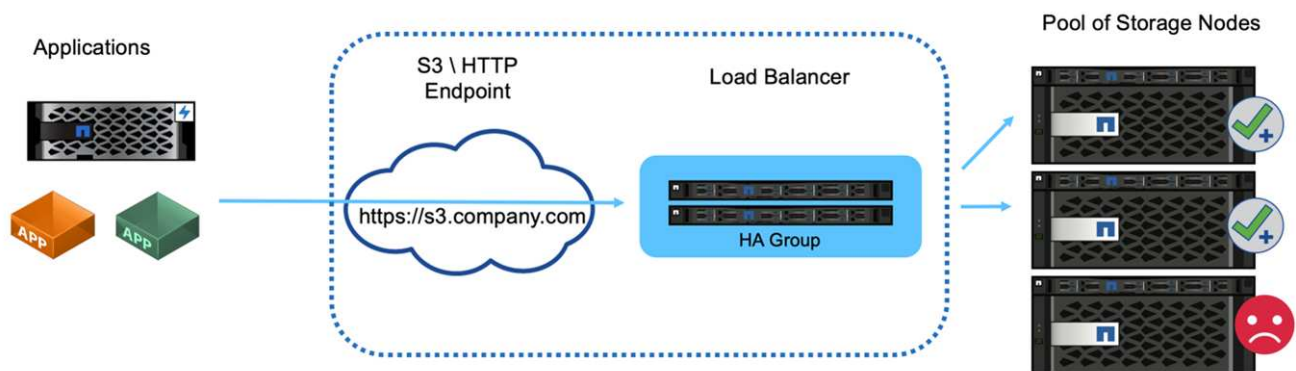 Applications
APP
APP
S3 \ HTTP
Endpoint
https://s3.company.com
Load Balancer
HA Group
Pool of Storage Nodes